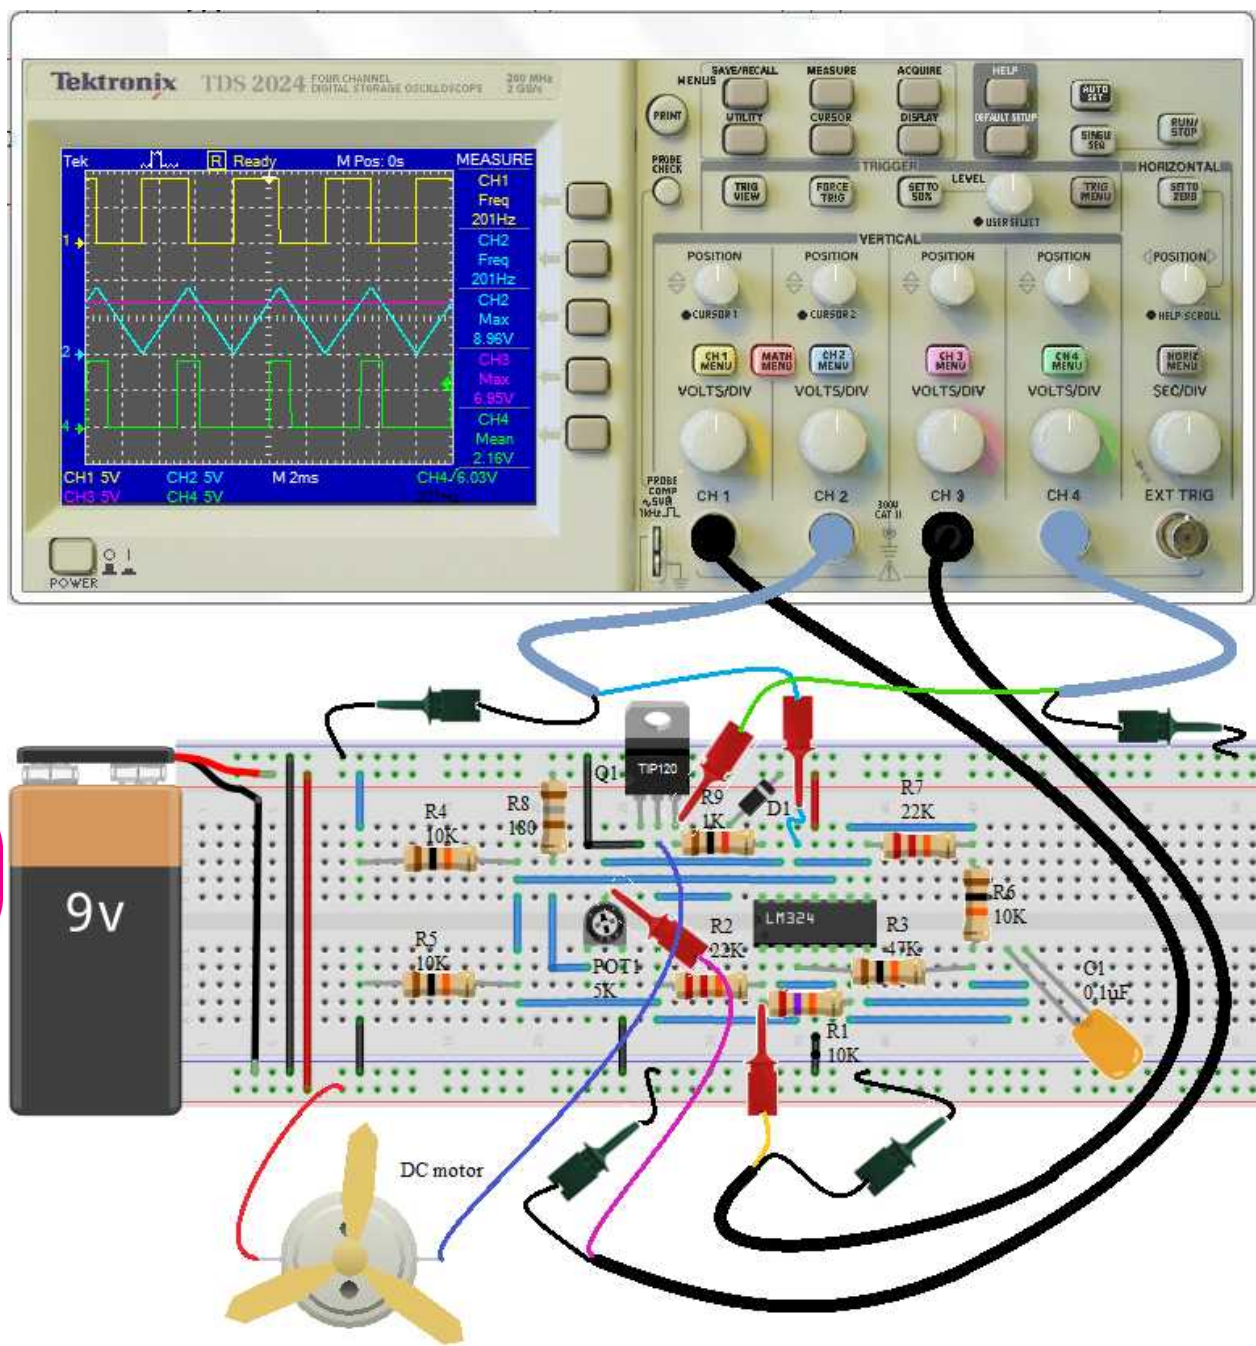 Tektronix TDS 2024 FOUR CHANNEL DIGITAL STORAGE OSCILLOSCOPE 200 MHz 2 GS/s
Tek R Ready M Pos: 0s MEASURE
CH1
Freq
201Hz
CH2
Freq
201Hz
CH2
Max
8.96V
CH3
Max
6.95V
CH4
Mean
2.16V
1
2
4
CH1 5V CH2 5V M 2ms CH4/6.03V
CH3 5V CH4 5V
POWER
MENUS
SAVE/RECALL MEASURE ACQUIRE HELP
AUTO SET
PRINT
UTILITY CURSOR DISPLAY DEFAULT SETUP
SINGLE SEQ
RUN/STOP
PROBE CHECK
TRIGGER
HORIZONTAL
TRIG VIEW
FORCE TRIG
SET TO 50%
LEVEL
USER SELECT
TRIG MENU
SET TO ZERO
VERTICAL
POSITION POSITION POSITION POSITION POSITION
CURSOR 1 CURSOR 2 HELP SCROLL
CH 1 MENU
MATH MENU
CH 2 MENU
CH 3 MENU
CH 4 MENU
HORIZ MENU
VOLTS/DIV VOLTS/DIV VOLTS/DIV VOLTS/DIV SEC/DIV
PROBE COMP
~5V@
1kHz
CH 1 CH 2 CH 3 CH 4 EXT TRIG
300V
CAT II
9v
Q1
TIP120
R4
10K
R8
180
R9
1K
D1
R7
22K
LM324
R6
10K
R5
10K
POT1
5K
R2
22K
R3
47K
R1
10K
0,1uF
DC motor